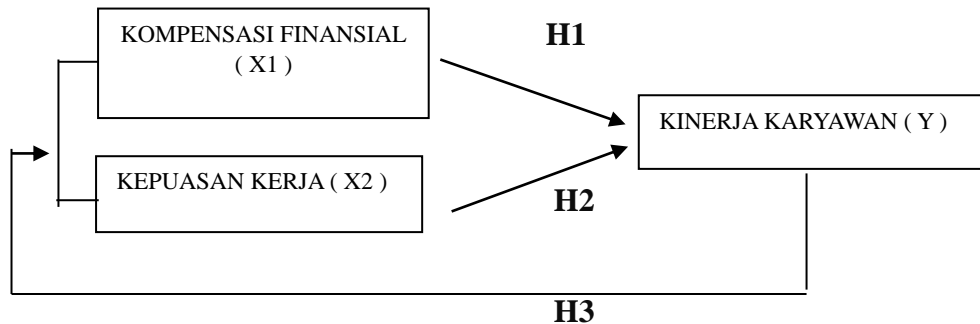 KOMPENSASI FINANSIAL
( X1 )
H1
KINERJA KARYAWAN ( Y )
KEPUASAN KERJA ( X2 )
H2
H3